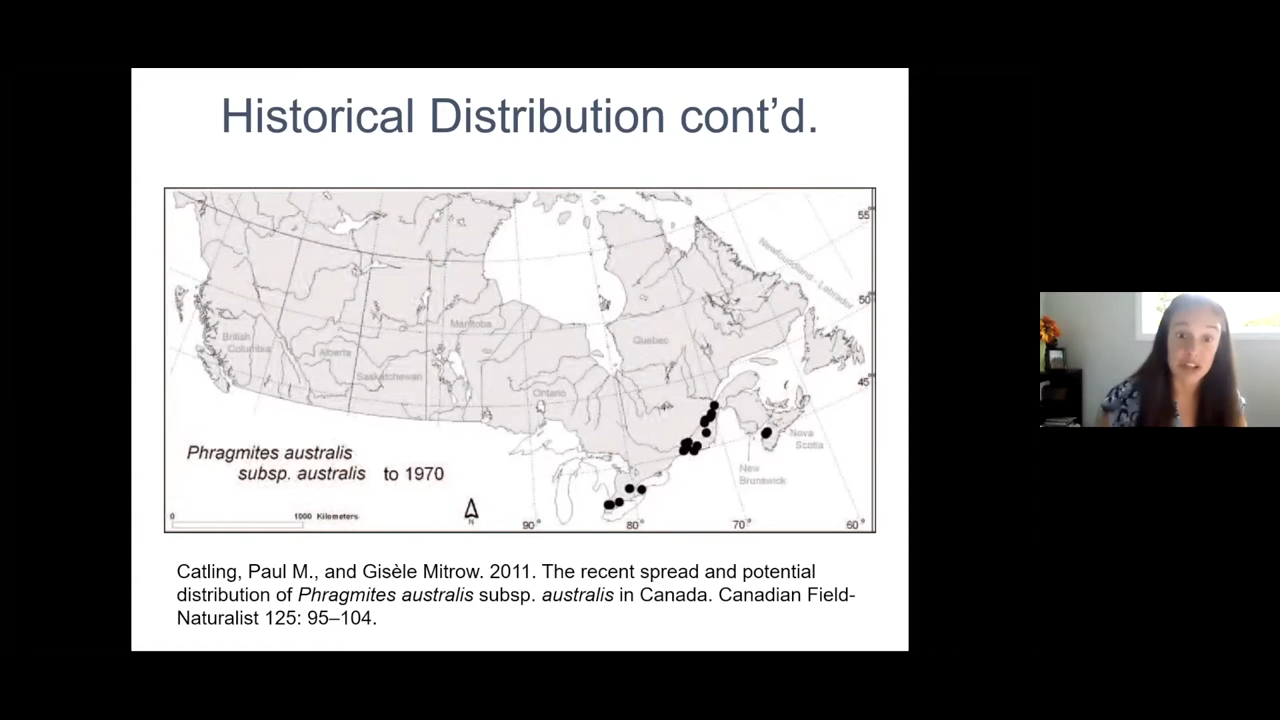 Historical Distribution cont’d.
55°
Newfoundland - Labrador
50°
British
Columbia
Manitoba
Alberta
Saskatchewan
Quebec
Ontario
45°
Nova
Scotia
Phragmites australis
subsp. australis to 1970
New
Brunswick
0 1000 Kilometers
N
90° 80° 70° 60°
Catling, Paul M., and Gisèle Mitrow. 2011. The recent spread and potential
distribution of Phragmites australis subsp. australis in Canada. Canadian Field-
Naturalist 125: 95–104.